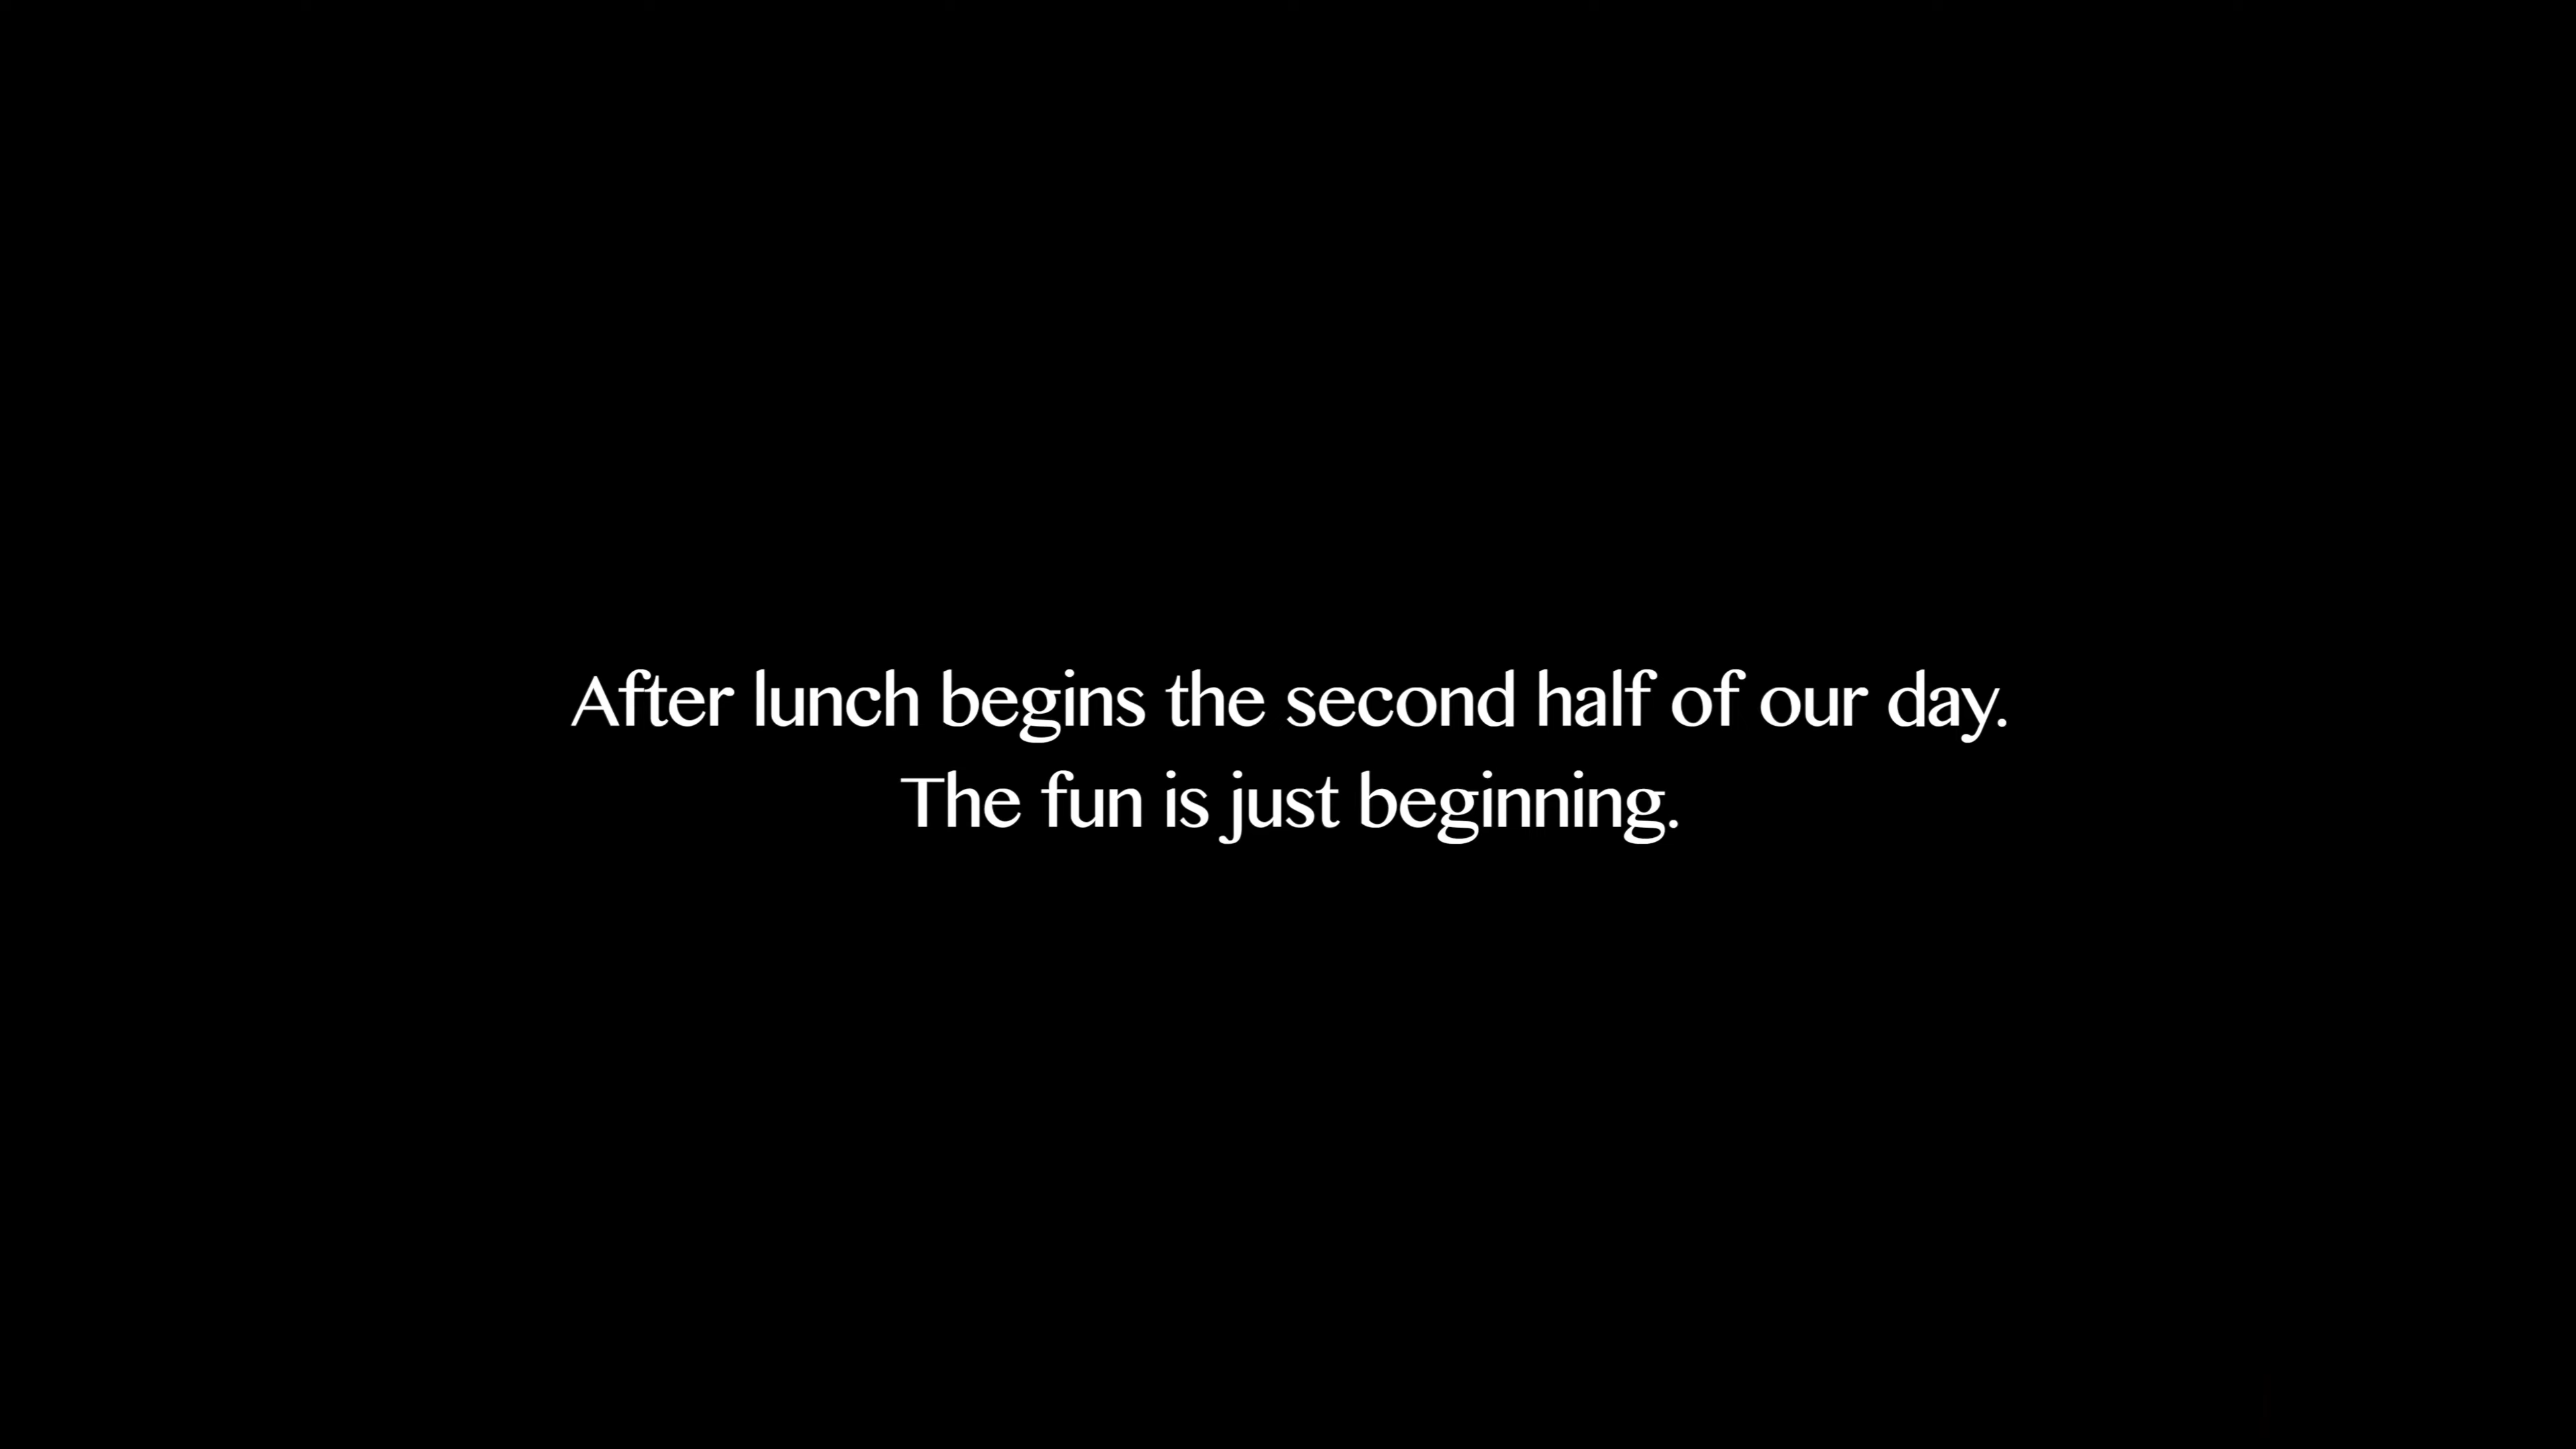 After lunch begins the second half of our day.
The fun is just beginning.